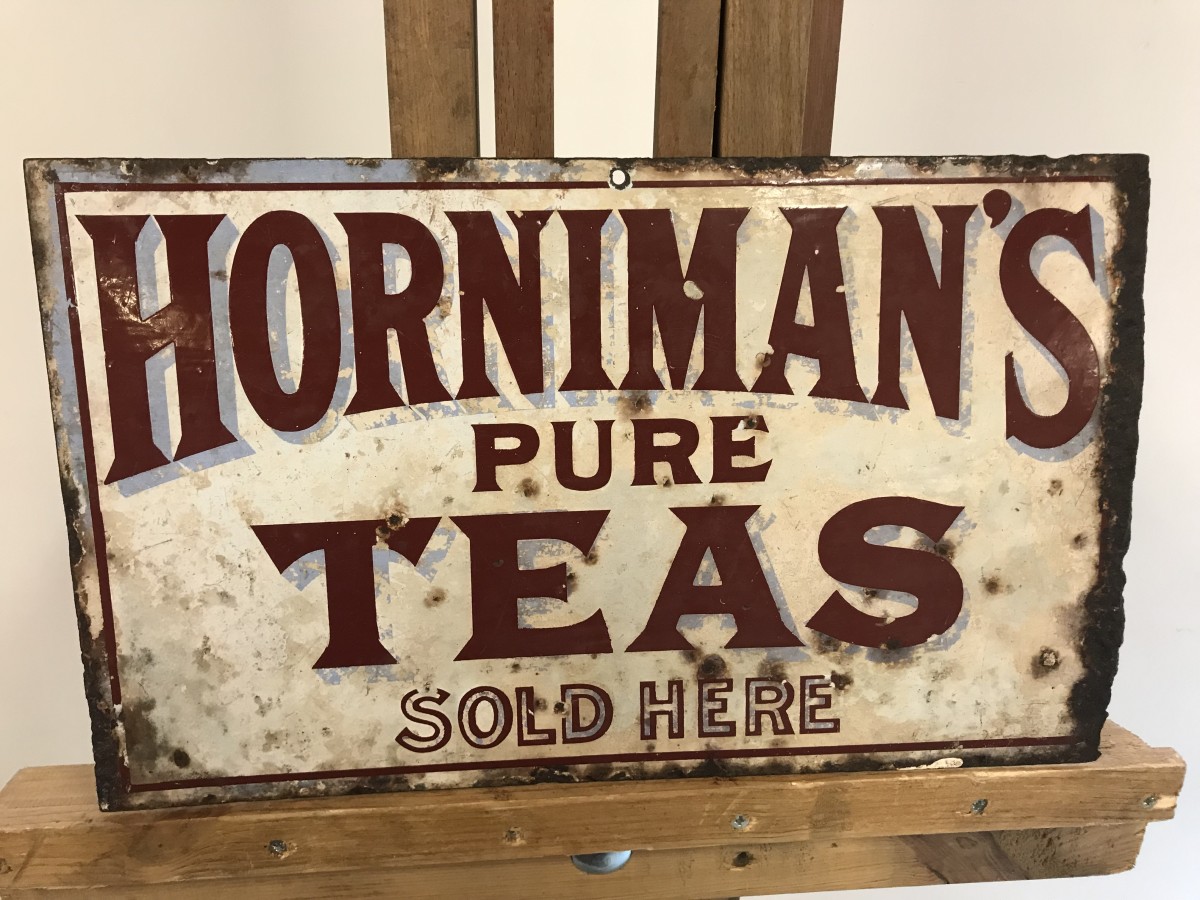 HORNIMAN'S
PURE
TEAS
SOLD HERE